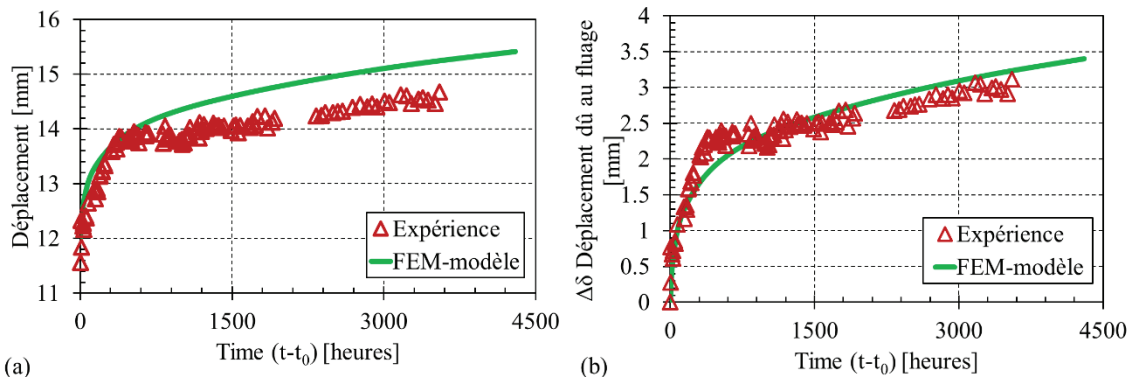 16
15
14
13
12
11
Déplacement [mm]
0
1500
3000
4500
Time (t-t0) [heures]
Expérience
FEM-modèle
(a)
4
3.5
3
2.5
2
1.5
1
0.5
0
Δδ Déplacement dû au fluage
[mm]
0
1500
3000
4500
Time (t-t0) [heures]
Expérience
FEM-modèle
(b)